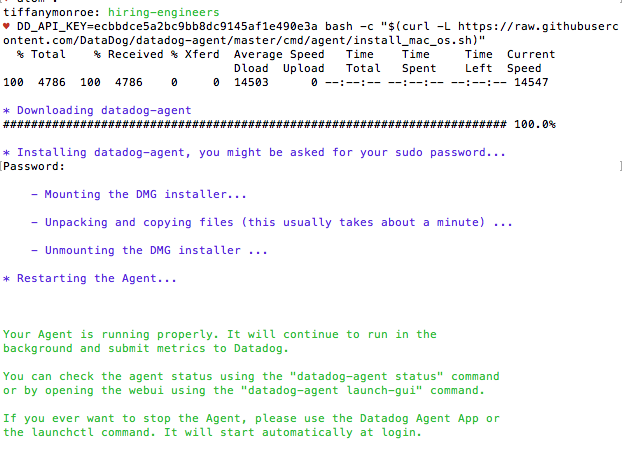 ♥ atom .
tiffanymonroe: hiring-engineers
♥ DD_API_KEY=ecbbdce5a2bc9bb8dc9145af1e490e3a bash -c "$(curl -L https://raw.githubuserc
ontent.com/DataDog/datadog-agent/master/cmd/agent/install_mac_os.sh)"
% Total % Received % Xferd Average Speed Time Time Time Current
Dload Upload Total Spent Left Speed
100 4786 100 4786 0 0 14503 0 --:--:-- --:--:-- --:--:-- 14547
* Downloading datadog-agent
######################################################################## 100.0%
* Installing datadog-agent, you might be asked for your sudo password...
[Password: ]
- Mounting the DMG installer...
- Unpacking and copying files (this usually takes about a minute) ...
- Unmounting the DMG installer ...
* Restarting the Agent...
Your Agent is running properly. It will continue to run in the
background and submit metrics to Datadog.
You can check the agent status using the "datadog-agent status" command
or by opening the webui using the "datadog-agent launch-gui" command.
If you ever want to stop the Agent, please use the Datadog Agent App or
the launchctl command. It will start automatically at login.